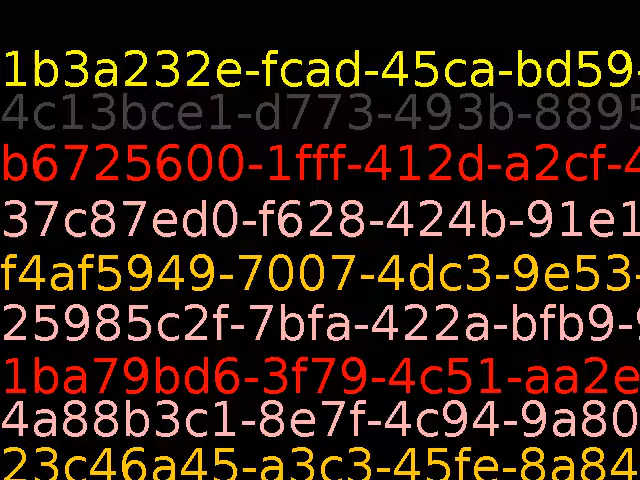 1b3a232e-fcad-45ca-bd59-
4c13bce1-d773-493b-8895
b6725600-1fff-412d-a2cf-4
37c87ed0-f628-424b-91e1
f4af5949-7007-4dc3-9e53-
25985c2f-7bfa-422a-bfb9-9
1ba79bd6-3f79-4c51-aa2e
4a88b3c1-8e7f-4c94-9a80
23c46a45-a3c3-45fe-8a84